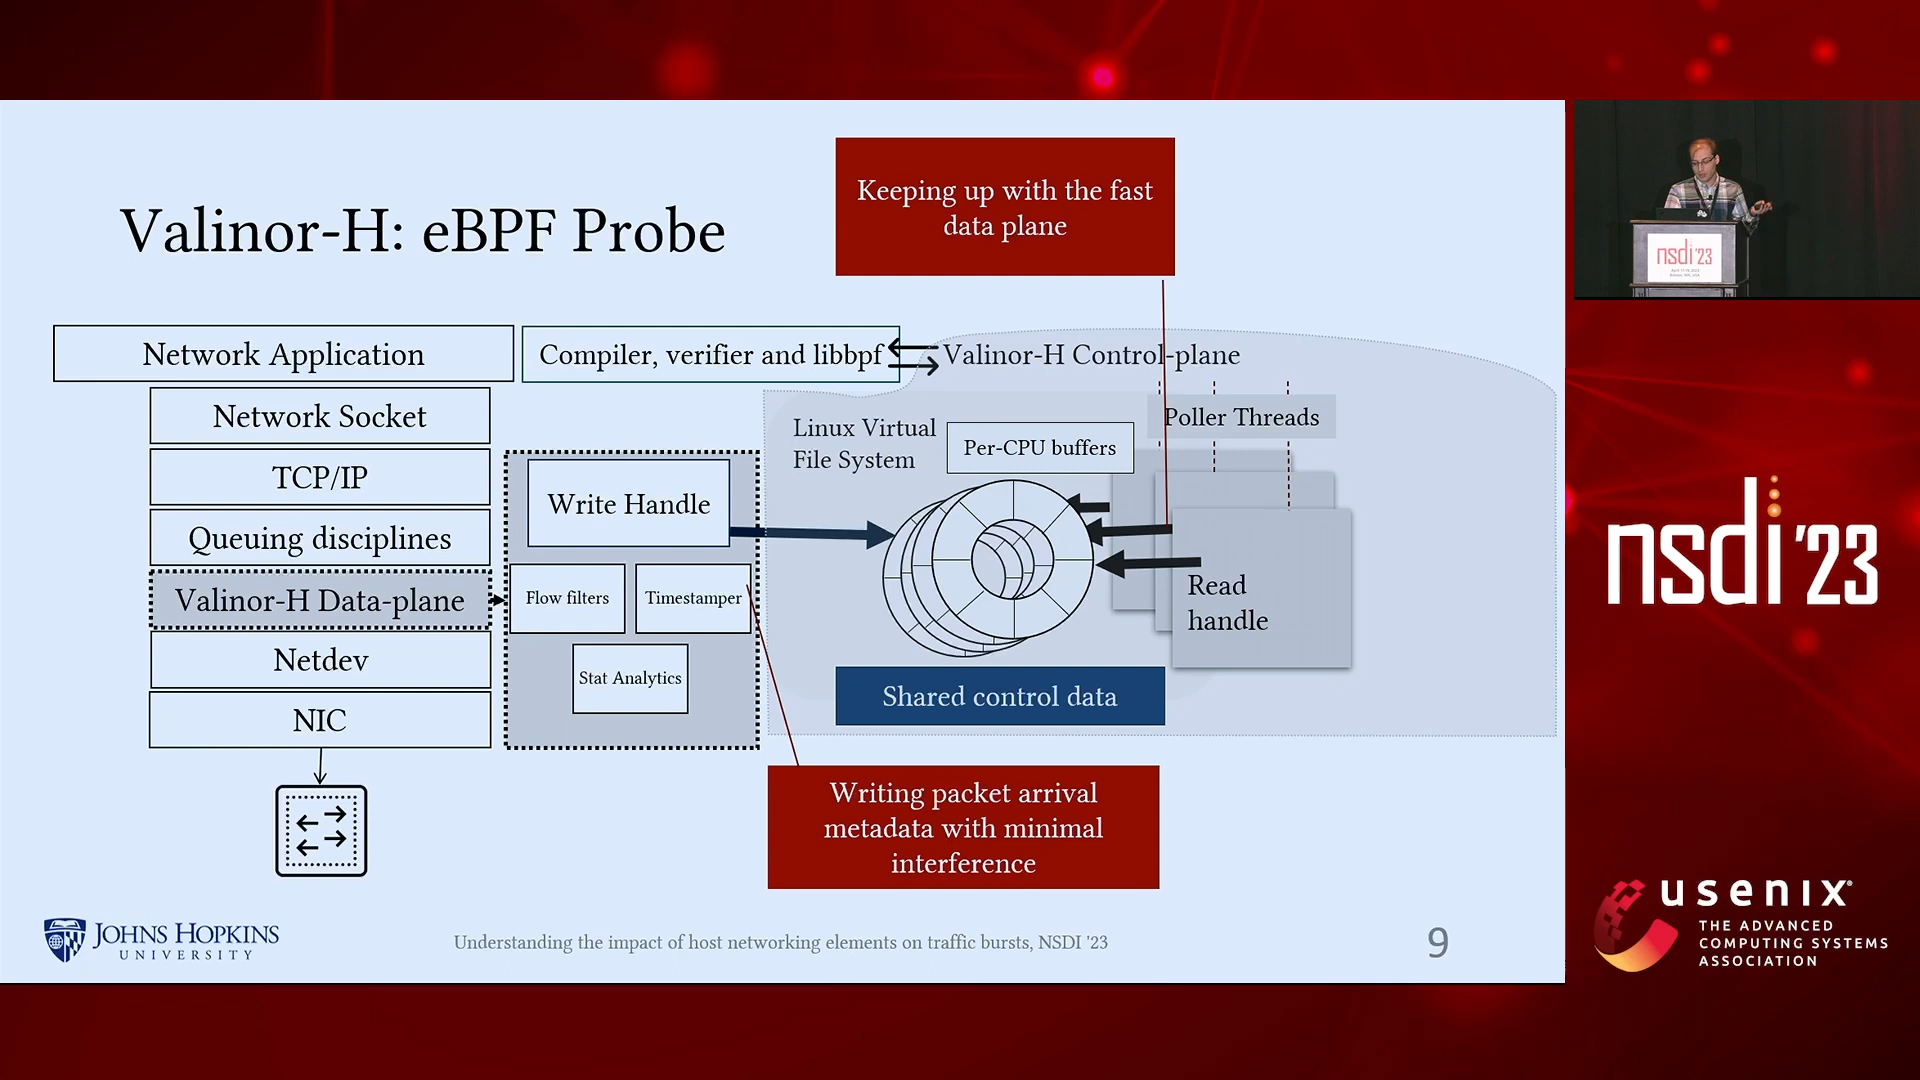 Keeping up with the fast
data plane
Valinor-H: eBPF Probe
Network Application
Compiler, verifier and libbpf
Valinor-H Control-plane
Network Socket
TCP/IP
Queuing disciplines
Valinor-H Data-plane
Netdev
NIC
Write Handle
Flow filters
Timestamper
Stat Analytics
Linux Virtual
File System
Per-CPU buffers
Poller Threads
Read
handle
Shared control data
Writing packet arrival
metadata with minimal
interference
JOHNS HOPKINS
UNIVERSITY
Understanding the impact of host networking elements on traffic bursts, NSDI '23
9
nsdi '23
nsdi '23
usenix
THE ADVANCED
COMPUTING SYSTEMS
ASSOCIATION